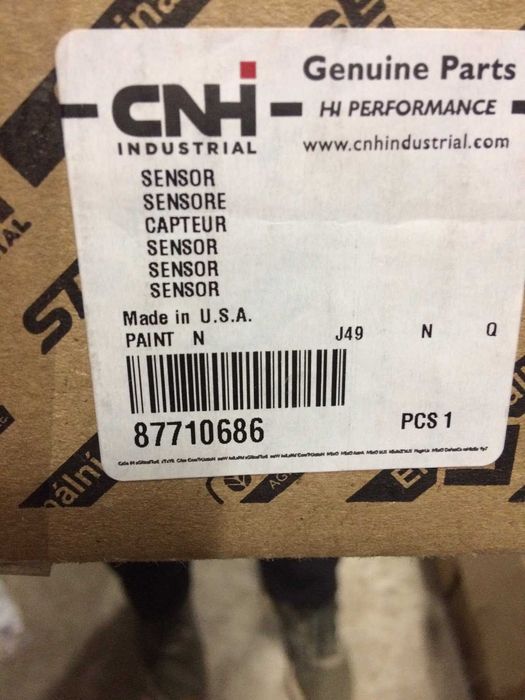 CNH
INDUSTRIAL
Genuine Parts
HI PERFORMANCE
www.cnhindustrial.com
SENSOR
SENSORE
CAPTEUR
SENSOR
SENSOR
SENSOR
Made in U.S.A.
PAINT N J49 N Q
87710686 PCS 1
ální